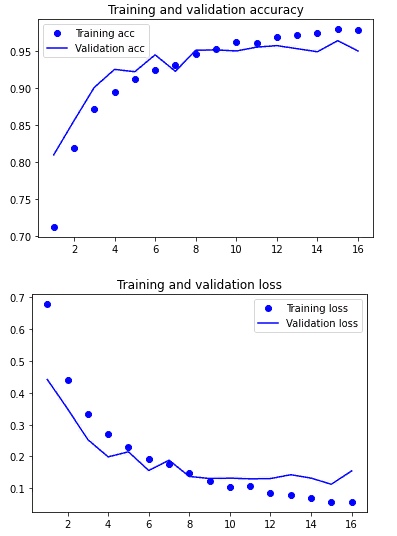 Training and validation accuracy
Training acc
Validation acc
0.95
0.90
0.85
0.80
0.75
0.70
2 4 6 8 10 12 14 16
Training and validation loss
Training loss
Validation loss
0.7
0.6
0.5
0.4
0.3
0.2
0.1
2 4 6 8 10 12 14 16